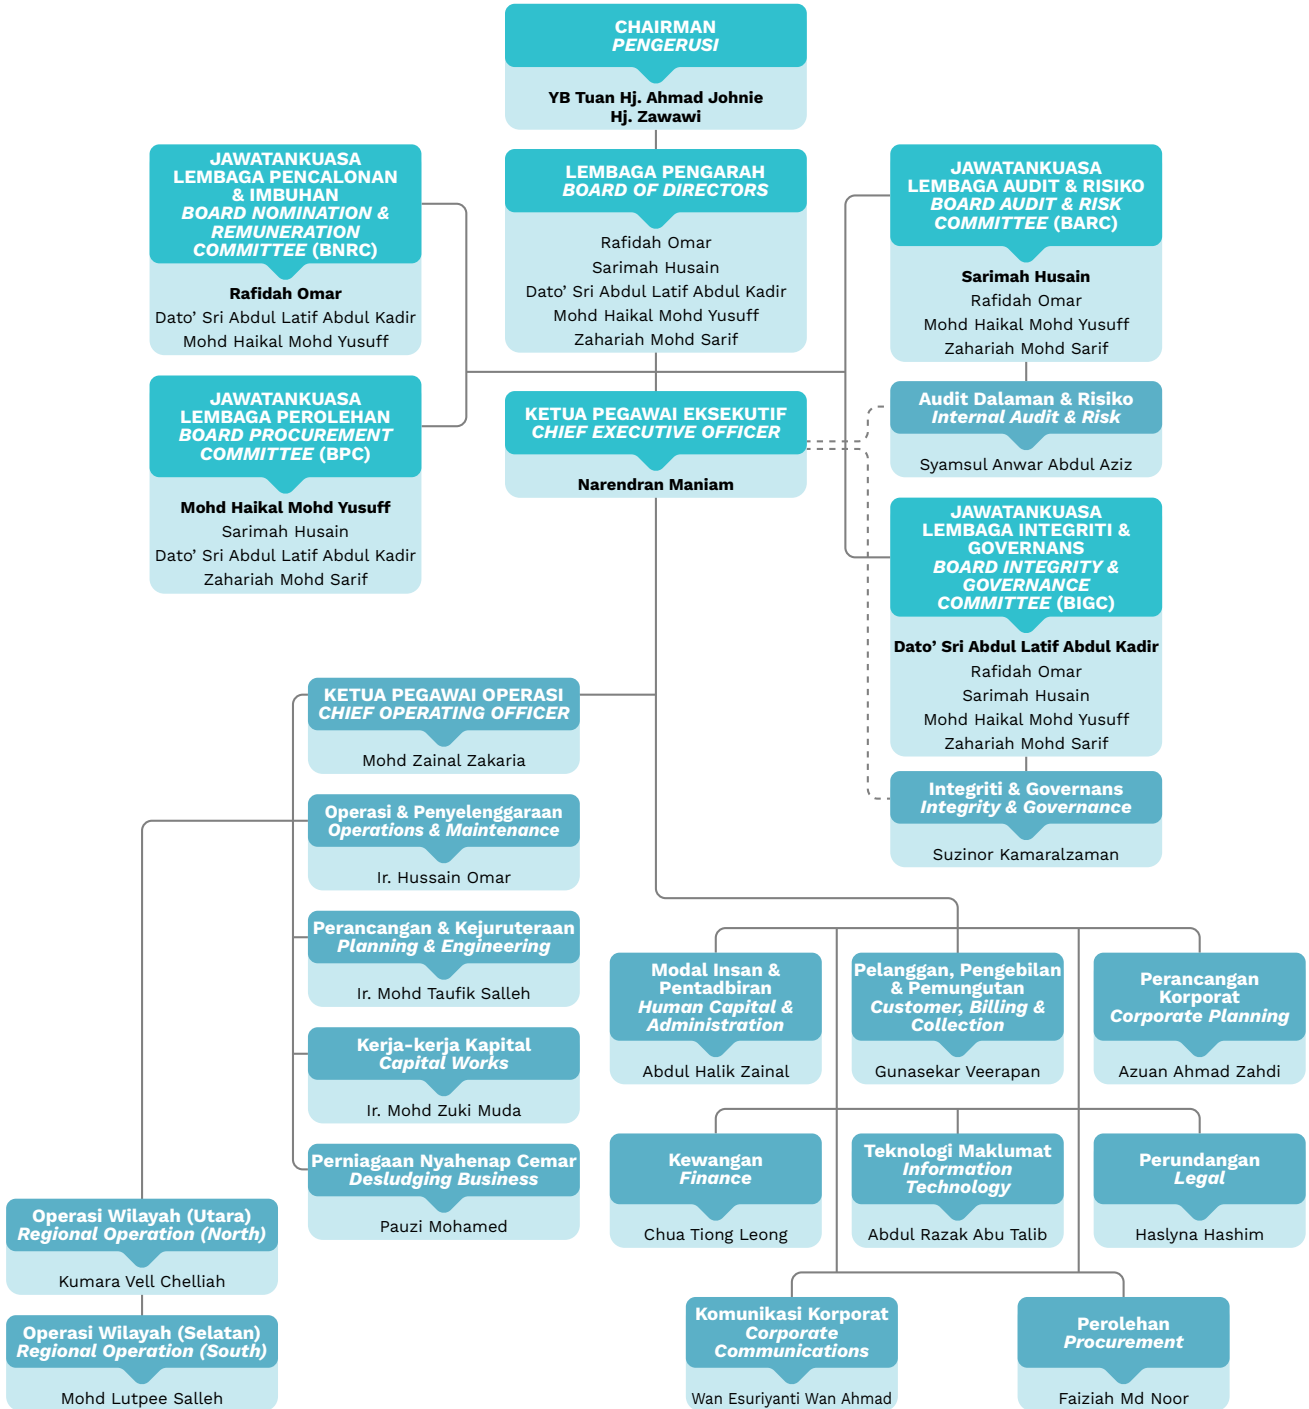 CHAIRMAN
PENGERUSI
YB Tuan Hj. Ahmad Johnie
Hj. Zawawi
JAWATANKUASA
LEMBAGA PENCALONAN
& IMBUHAN
BOARD NOMINATION &
REMUNERATION
COMMITTEE (BNRC)
Rafidah Omar
Dato’ Sri Abdul Latif Abdul Kadir
Mohd Haikal Mohd Yusuff
LEMBAGA PENGARAH
BOARD OF DIRECTORS
Rafidah Omar
Sarimah Husain
Dato’ Sri Abdul Latif Abdul Kadir
Mohd Haikal Mohd Yusuff
Zahariah Mohd Sarif
JAWATANKUASA
LEMBAGA AUDIT & RISIKO
BOARD AUDIT & RISK
COMMITTEE (BARC)
Sarimah Husain
Rafidah Omar
Mohd Haikal Mohd Yusuff
Zahariah Mohd Sarif
JAWATANKUASA
LEMBAGA PEROLEHAN
BOARD PROCUREMENT
COMMITTEE (BPC)
Mohd Haikal Mohd Yusuff
Sarimah Husain
Dato’ Sri Abdul Latif Abdul Kadir
Zahariah Mohd Sarif
KETUA PEGAWAI EKSEKUTIF
CHIEF EXECUTIVE OFFICER
Narendran Maniam
Audit Dalaman & Risiko
Internal Audit & Risk
Syamsul Anwar Abdul Aziz
JAWATANKUASA
LEMBAGA INTEGRITI &
GOVERNANS
BOARD INTEGRITY &
GOVERNANCE
COMMITTEE (BIGC)
Dato’ Sri Abdul Latif Abdul Kadir
Rafidah Omar
Sarimah Husain
Mohd Haikal Mohd Yusuff
Zahariah Mohd Sarif
Integriti & Governans
Integrity & Governance
Suzinor Kamaralzaman
KETUA PEGAWAI OPERASI
CHIEF OPERATING OFFICER
Mohd Zainal Zakaria
Operasi & Penyelenggaraan
Operations & Maintenance
Ir. Hussain Omar
Perancangan & Kejuruteraan
Planning & Engineering
Ir. Mohd Taufik Salleh
Kerja-kerja Kapital
Capital Works
Ir. Mohd Zuki Muda
Perniagaan Nyahenap Cemar
Desludging Business
Pauzi Mohamed
Operasi Wilayah (Utara)
Regional Operation (North)
Kumara Vell Chelliah
Operasi Wilayah (Selatan)
Regional Operation (South)
Mohd Lutpee Salleh
Modal Insan &
Pentadbiran
Human Capital &
Administration
Abdul Halik Zainal
Pelanggan, Pengebilan
& Pemungutan
Customer, Billing &
Collection
Gunasekar Veerapan
Perancangan
Korporat
Corporate Planning
Azuan Ahmad Zahdi
Kewangan
Finance
Chua Tiong Leong
Teknologi Maklumat
Information
Technology
Abdul Razak Abu Talib
Perundangan
Legal
Haslyna Hashim
Komunikasi Korporat
Corporate
Communications
Wan Esuriyanti Wan Ahmad
Perolehan
Procurement
Faiziah Md Noor